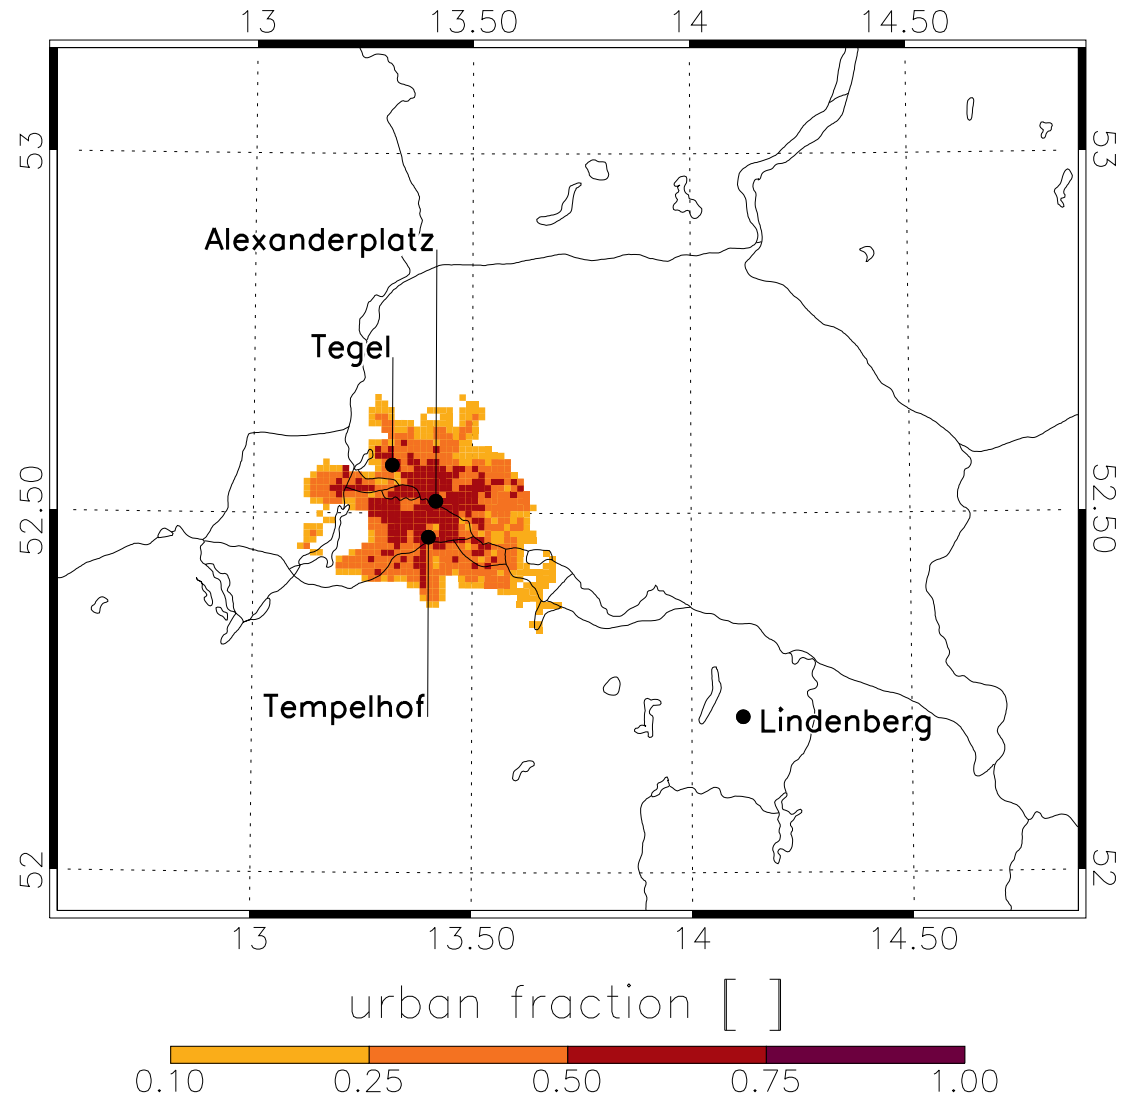 13 13.50 14 14.50
53 53
Alexanderplatz
Tegel
52.50 52.50
Tempelhof
Lindenberg
52 52
13 13.50 14 14.50
urban fraction [ ]
0.10 0.25 0.50 0.75 1.00